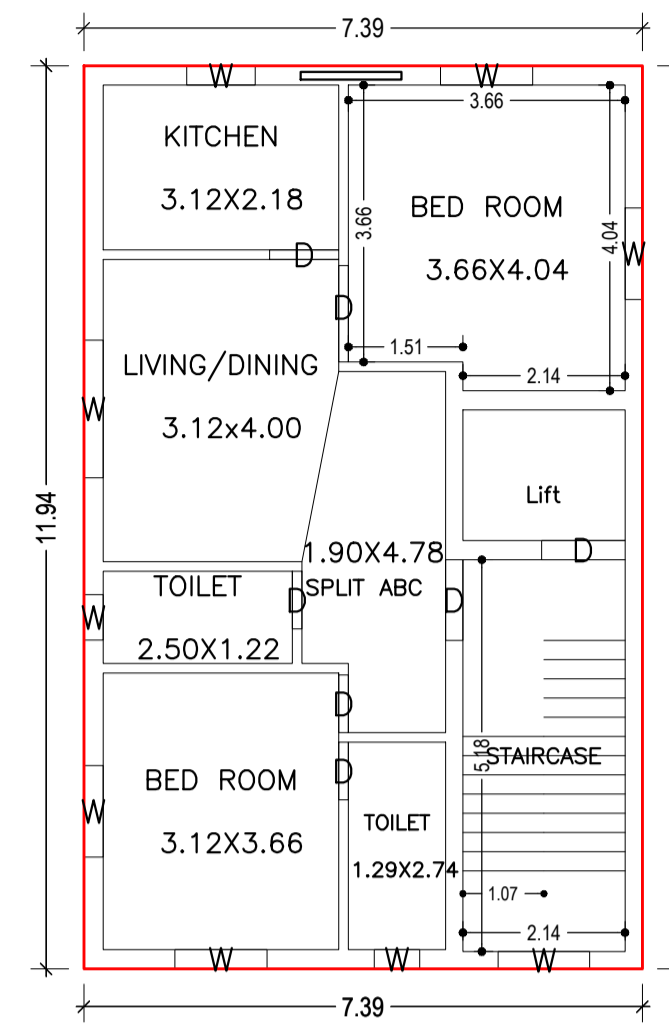 7.39
W
W
3.66
KITCHEN
3.12X2.18
BED ROOM
3.66X4.04
3.66
4.04
W
D
D
1.51
2.14
LIVING/DINING
3.12x4.00
W
Lift
11.94
1.90X4.78
SPLIT ABC
D
TOILET
2.50X1.22
W
D
D
D
BED ROOM
3.12X3.66
W
D
5.18
STAIRCASE
TOILET
1.29X2.74
1.07
2.14
W
W
W
7.39